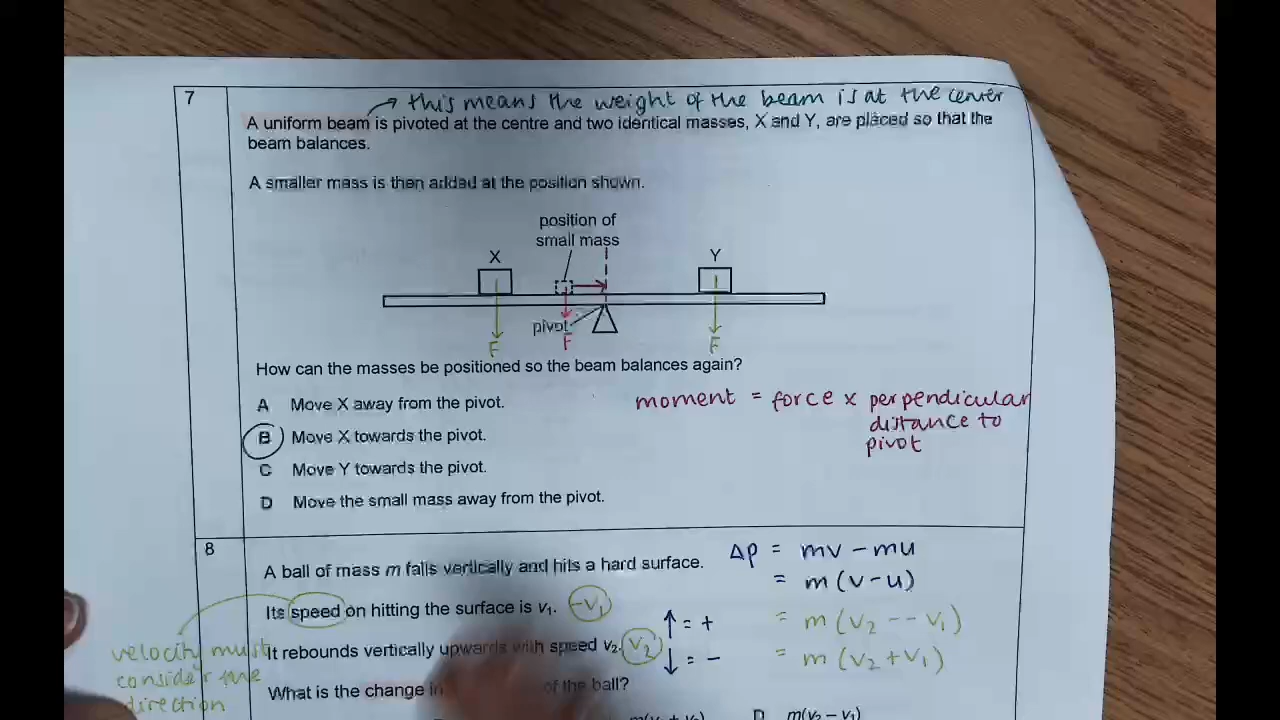 7
this means the weight of the beam is at the center
A uniform beam is pivoted at the centre and two identical masses, X and Y, are placed so that the
beam balances.
A smaller mass is then added at the position shown.
position of
small mass
X
Y
pivot
F
F
F
How can the masses be positioned so the beam balances again?
A Move X away from the pivot.
B Move X towards the pivot.
C Move Y towards the pivot.
D Move the small mass away from the pivot.
moment = force x perpendicular
distance to
pivot
8
A ball of mass m falls vertically and hits a hard surface.
Its speed on hitting the surface is v₁. -v₁
It rebounds vertically upwards with speed v₂. v₂
What is the change in of the ball?
Δp = mv - mu
= m (v - u)
= m (v₂ - - v₁)
= m (v₂ + v₁)
↑ = +
↓ = -
velocity must
consider the
direction
D m(v₂ – v₁)